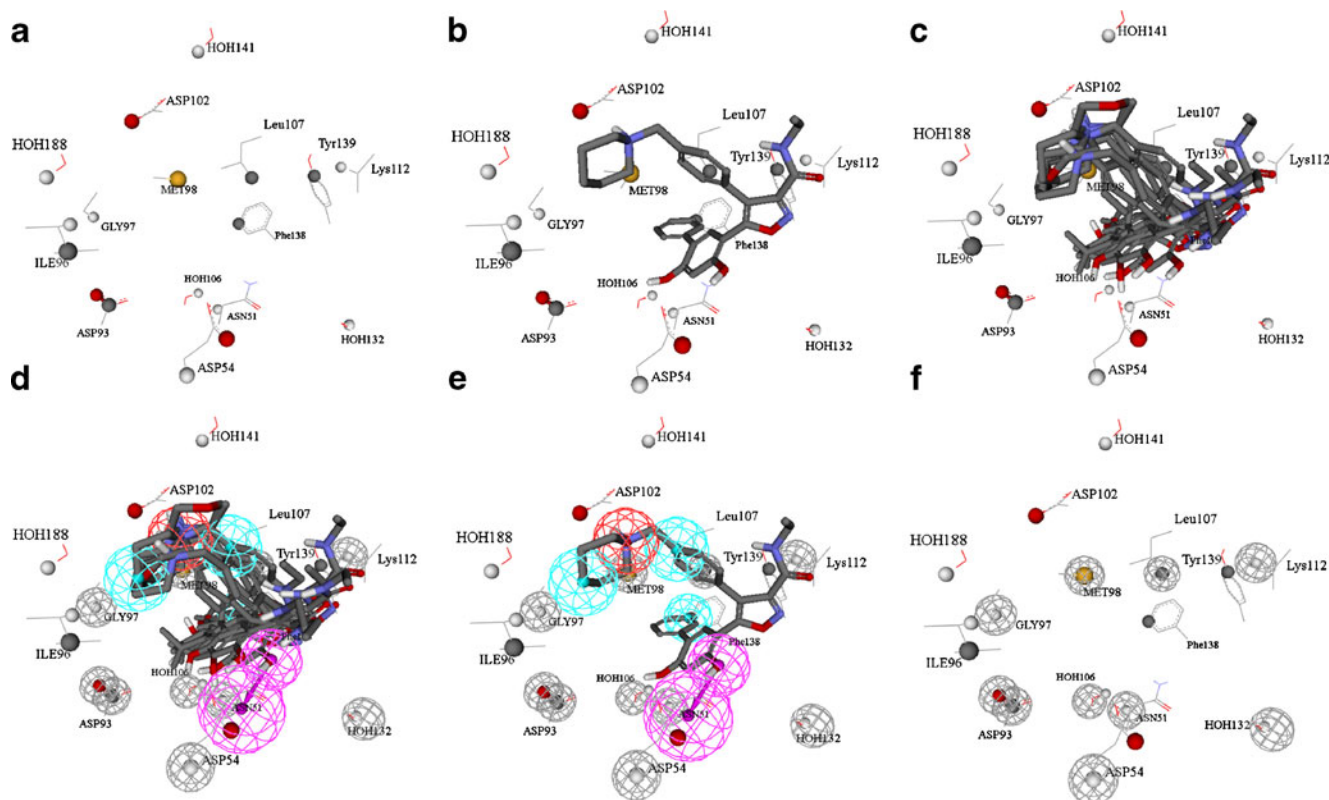 a
HOH141
ASP102
Leu107
HOH188
Tyr139
Lys112
MET98
GLY97
Phe138
ILE96
HOH106
ASN51
ASP93
HOH132
ASP54
b
HOH141
ASP102
Leu107
HOH188
Tyr139
Lys112
MET98
GLY97
Phe138
ILE96
HOH106
ASN51
ASP93
HOH132
ASP54
c
HOH141
ASP102
Leu107
HOH188
Tyr139
Lys112
MET98
GLY97
ILE96
HOH106
ASN51
ASP93
HOH132
ASP54
d
HOH141
ASP102
Leu107
HOH188
Tyr139
Lys112
MET98
GLY97
ILE96
HOH106
ASN51
ASP93
HOH132
ASP54
e
HOH141
ASP102
Leu107
HOH188
Tyr139
Lys112
MET98
GLY97
Phe138
ILE96
HOH106
ASN51
ASP93
HOH132
ASP54
f
HOH141
ASP102
Leu107
HOH188
Tyr139
Lys112
MET98
GLY97
Phe138
ILE96
HOH106
ASN51
ASP93
HOH132
ASP54